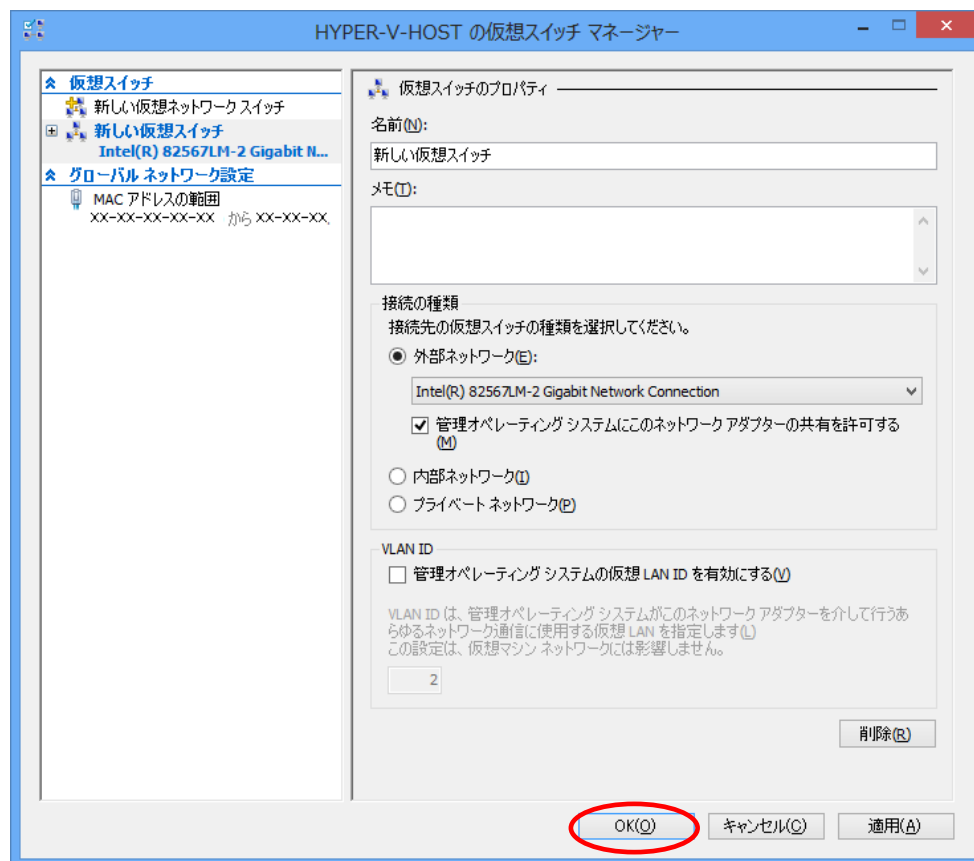 HYPER-V-HOST の仮想スイッチ マネージャー
仮想スイッチ
新しい仮想ネットワーク スイッチ
新しい仮想スイッチ
Intel(R) 82567LM-2 Gigabit N...
グローバル ネットワーク設定
MAC アドレスの範囲
XX-XX-XX-XX-XX から XX-XX-XX.
仮想スイッチのプロパティ
名前(N):
新しい仮想スイッチ
メモ(T):
接続の種類
接続先の仮想スイッチの種類を選択してください。
外部ネットワーク(E):
Intel(R) 82567LM-2 Gigabit Network Connection
管理オペレーティング システムにこのネットワーク アダプターの共有を許可する
(M)
内部ネットワーク(I)
プライベート ネットワーク(P)
VLAN ID
管理オペレーティング システムの仮想 LAN ID を有効にする(V)
VLAN ID は、管理オペレーティング システムがこのネットワーク アダプターを介して行うあ
らゆるネットワーク通信に使用する仮想 LAN を指定します(L)
この設定は、仮想マシン ネットワークには影響しません。
2
削除(R)
OK(O)
キャンセル(C)
適用(A)